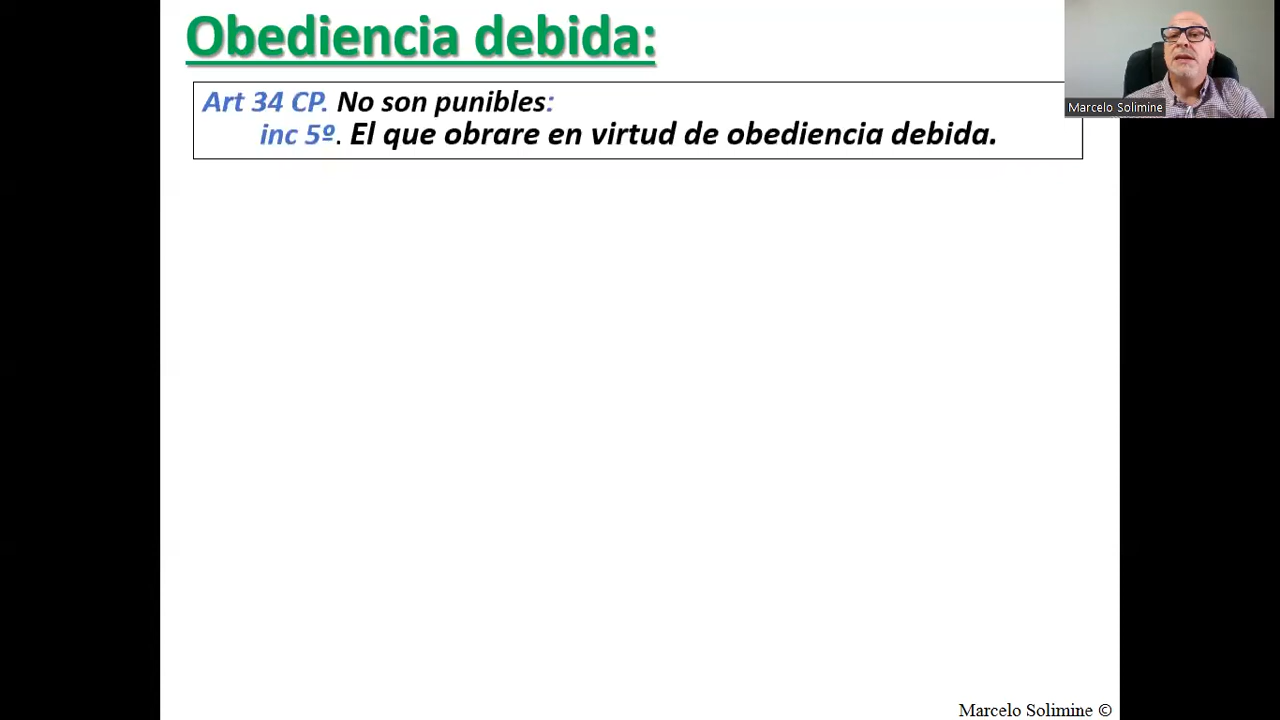 Obediencia debida:
Art 34 CP. No son punibles:
inc 5º. El que obrare en virtud de obediencia debida.
Marcelo Solimine
Marcelo Solimine ©